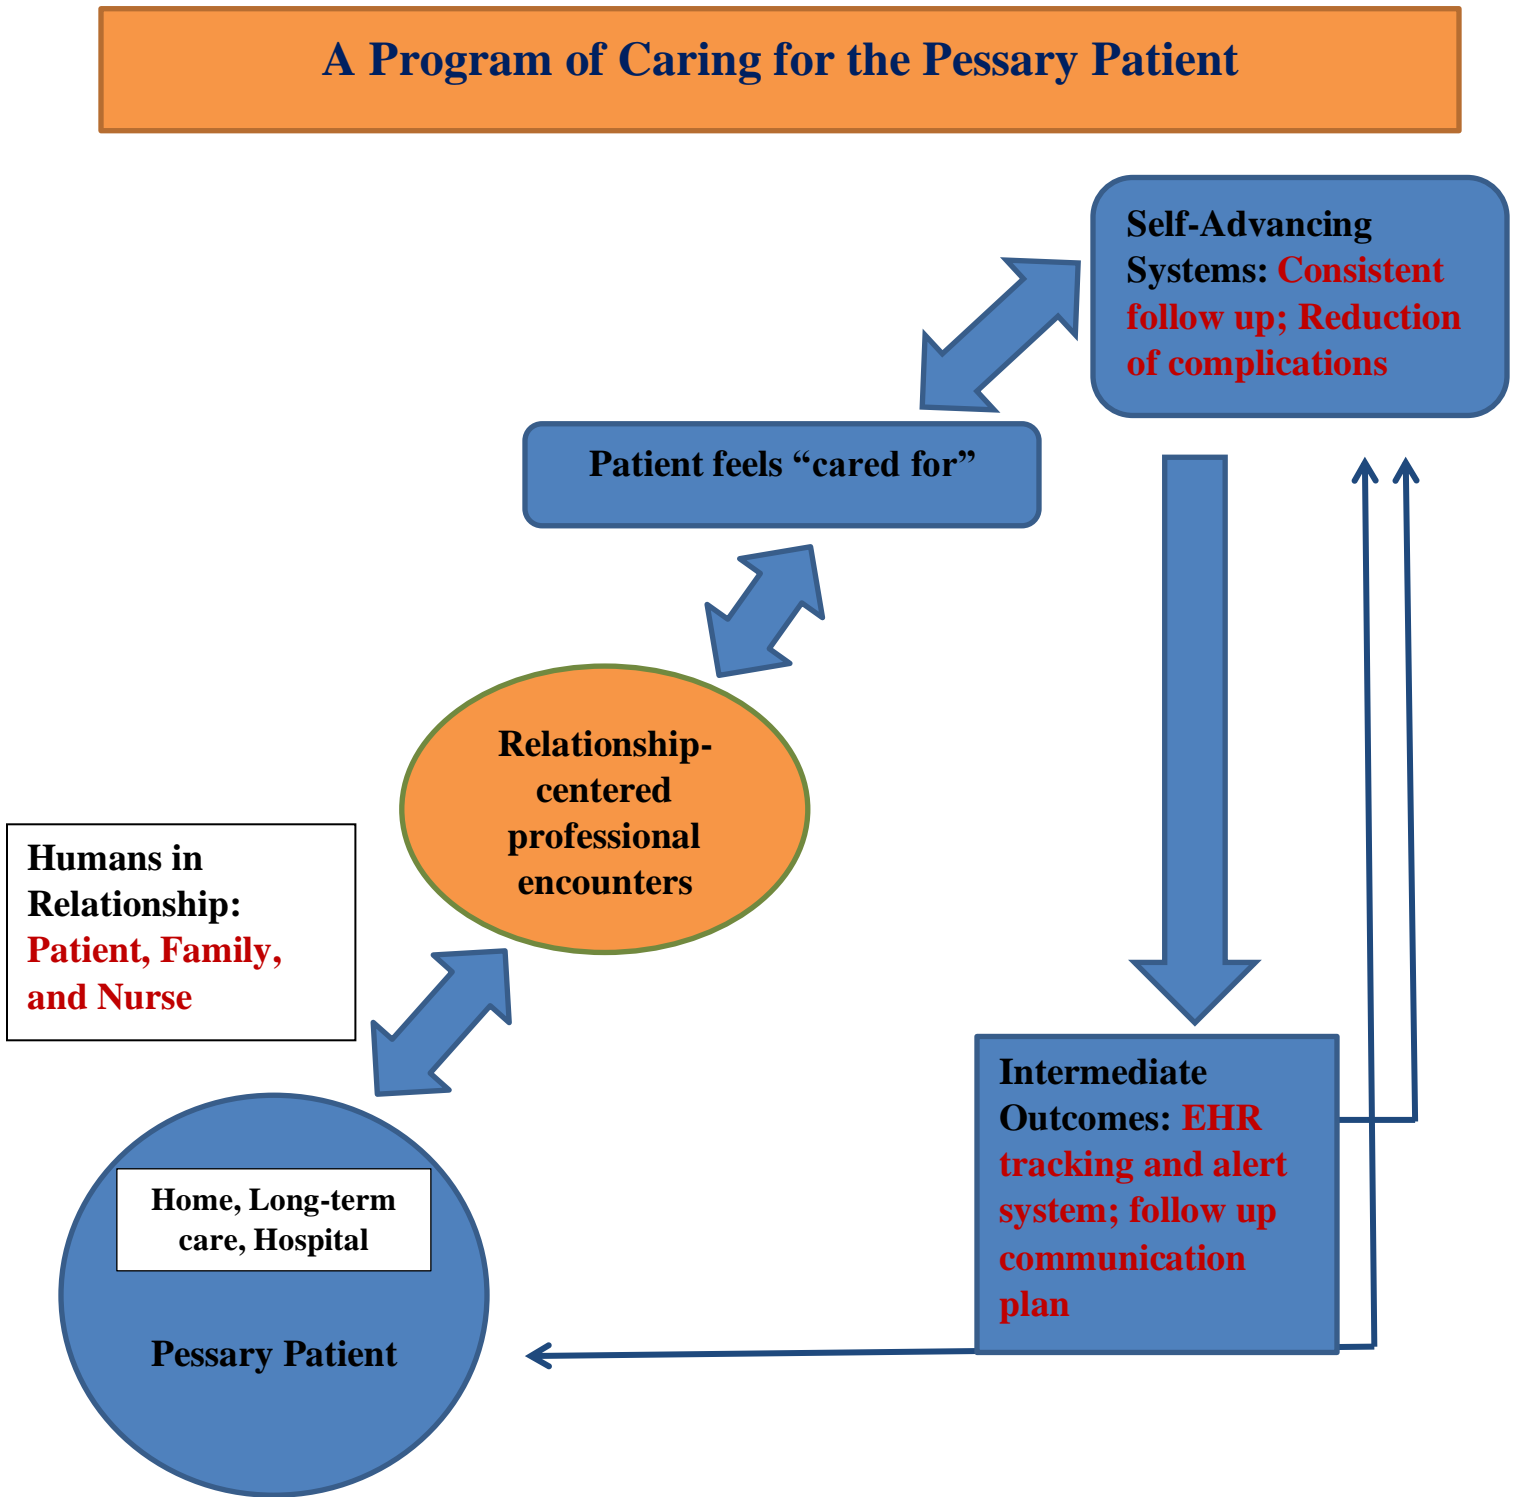 A Program of Caring for the Pessary Patient
Self-Advancing
Systems: Consistent
follow up; Reduction
of complications
Patient feels “cared for”
Relationship-
centered
professional
encounters
Humans in
Relationship:
Patient, Family,
and Nurse
Intermediate
Outcomes: EHR
tracking and alert
system; follow up
communication
plan
Home, Long-term
care, Hospital
Pessary Patient